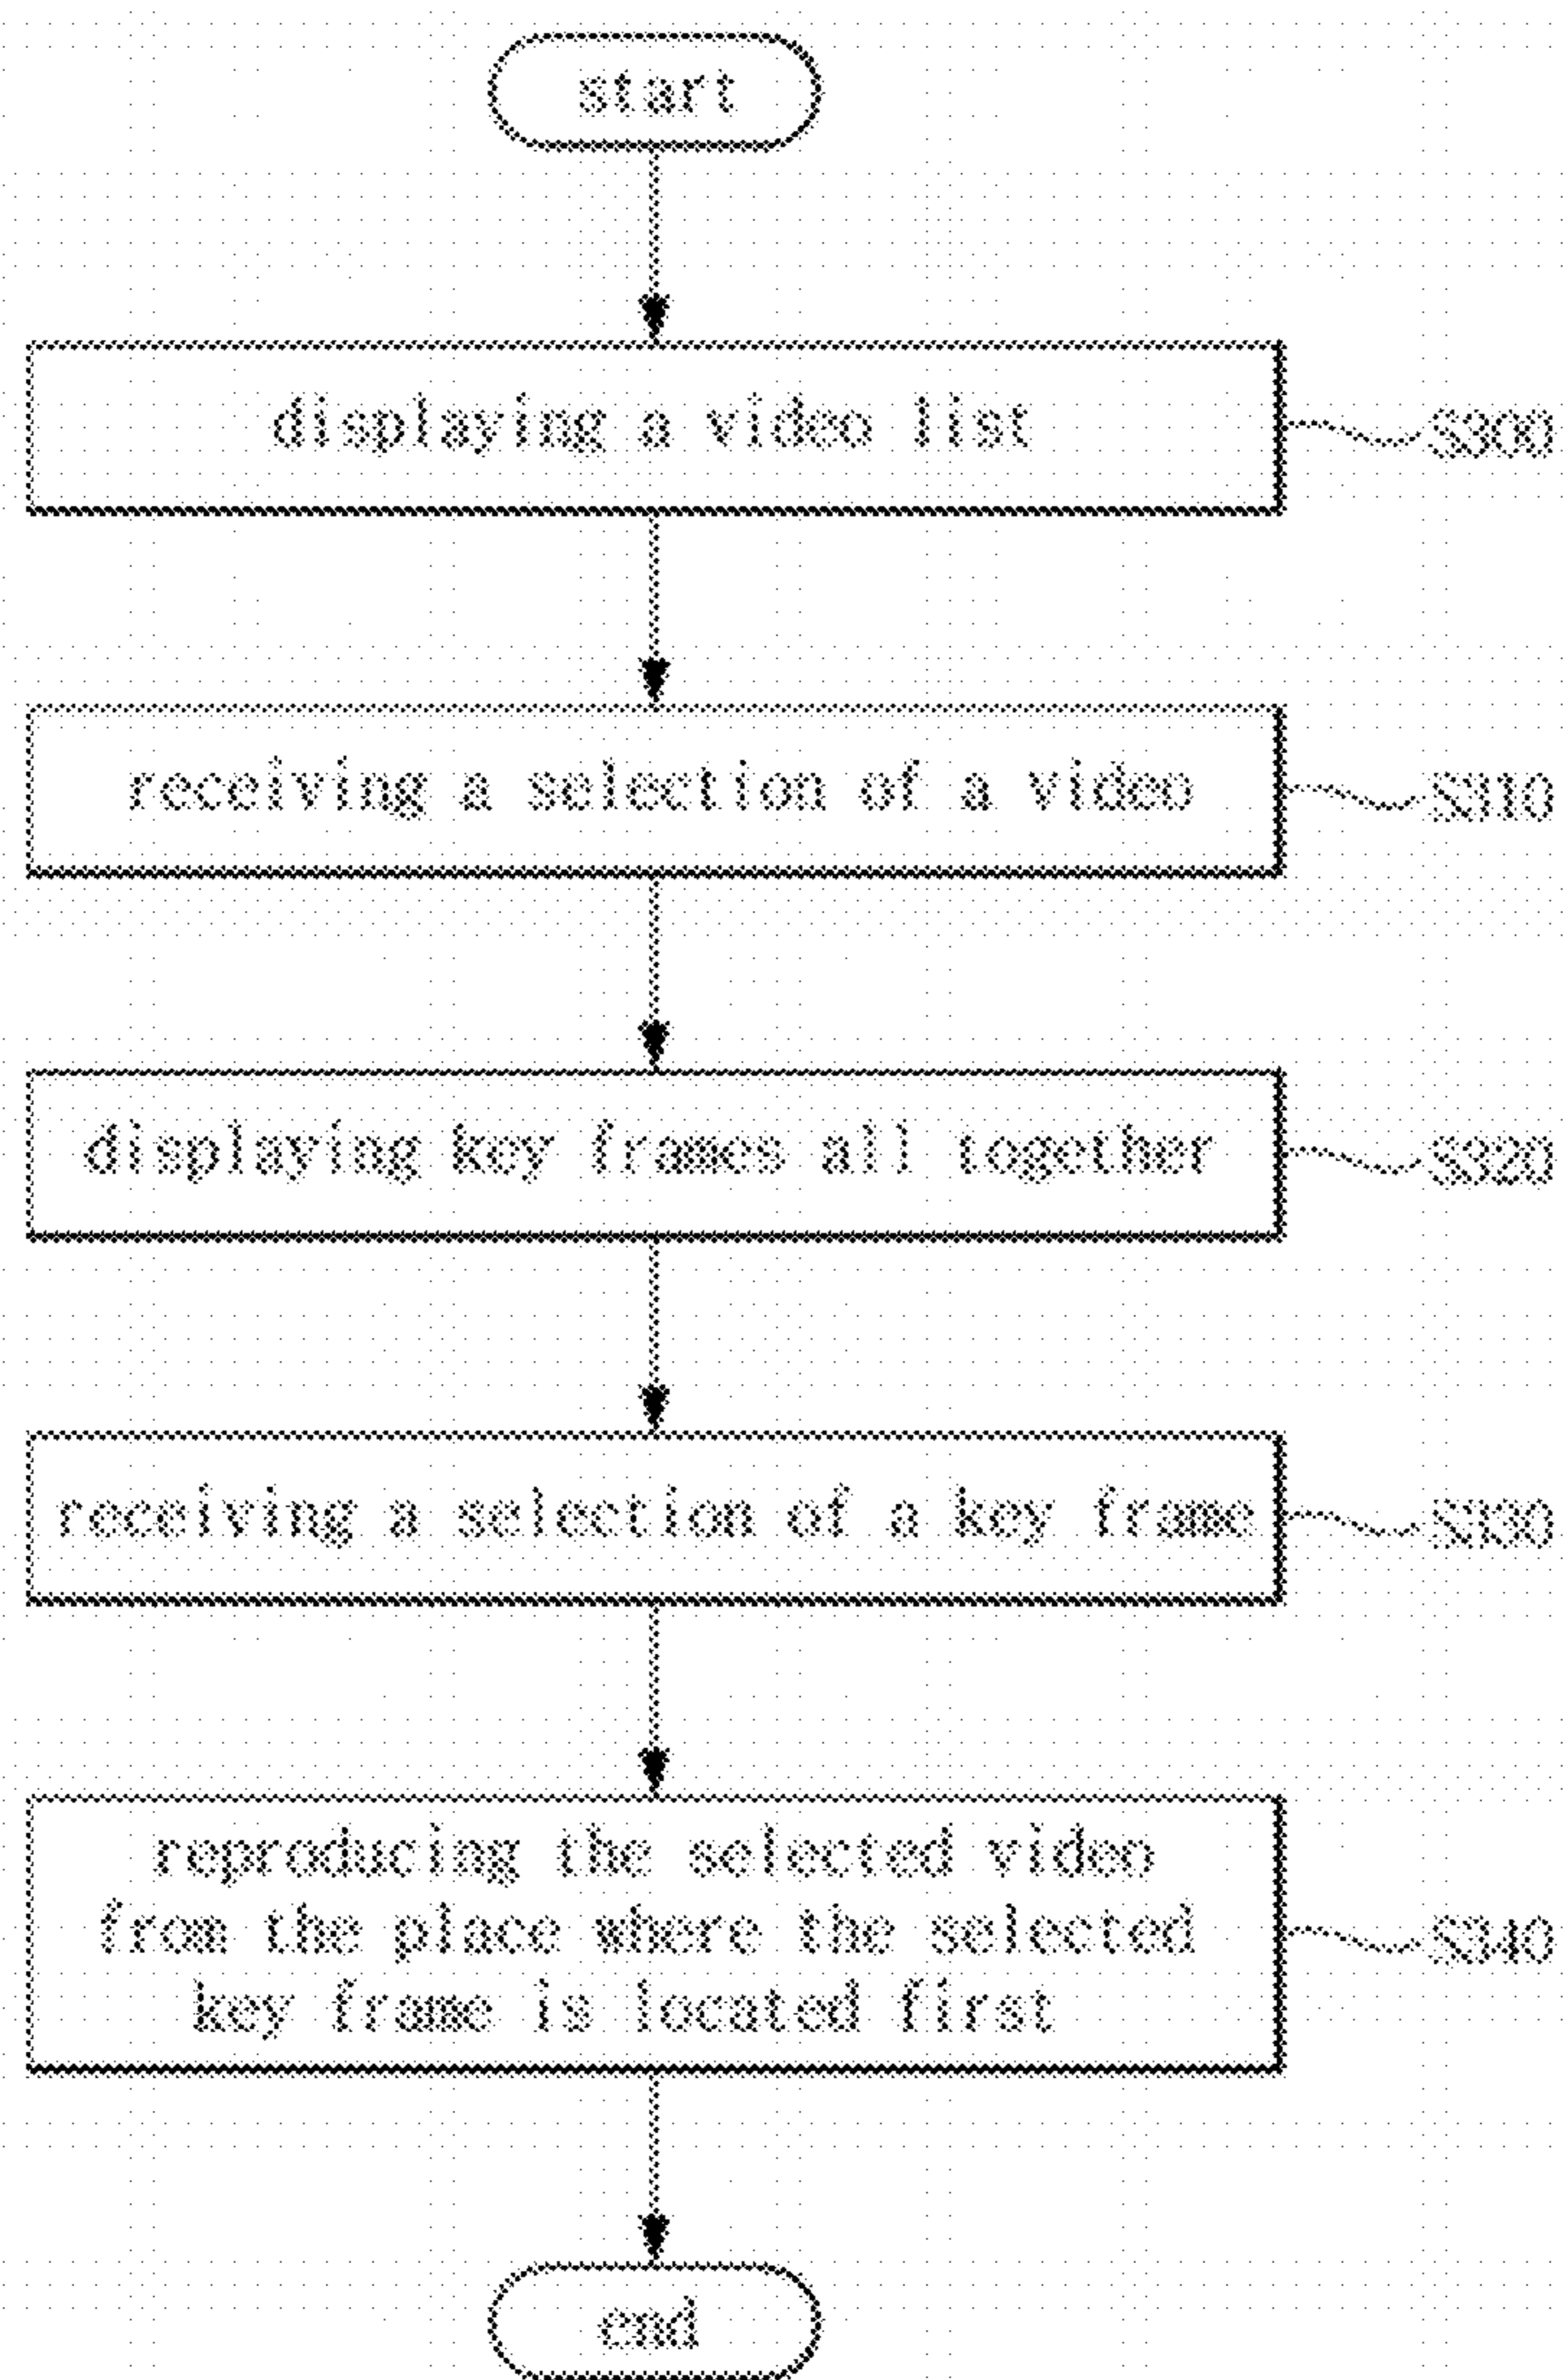 start
displaying a video list
S300
receiving a selection of a video
S310
displaying key frames all together
S320
receiving a selection of a key frame
S330
reproducing the selected video
from the place where the selected
key frame is located first
S340
end